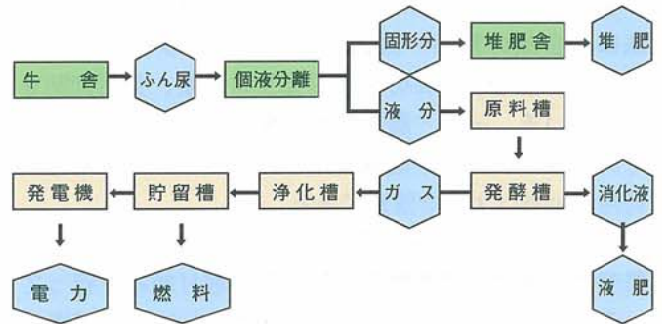 固形分
堆肥舎
堆 肥
牛 舎
ふん尿
個液分離
液 分
原料槽
発電機
貯留槽
浄化槽
ガ ス
発酵槽
消化液
電 力
燃 料
液 肥